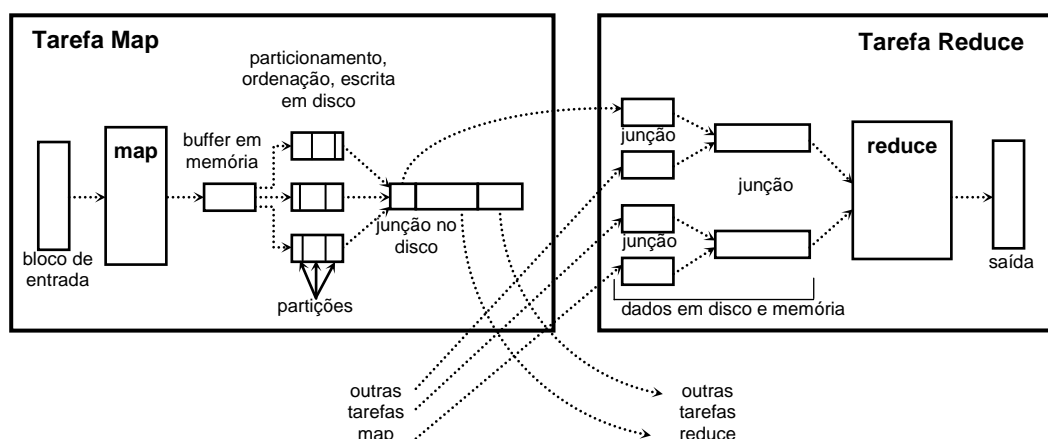 Tarefa Map
particionamento,
ordenação, escrita
em disco
buffer em
memória
map
bloco de
entrada
partições
junção no
disco
Tarefa Reduce
junção
junção
junção
reduce
saída
dados em disco e memória
outras
tarefas
map
outras
tarefas
reduce